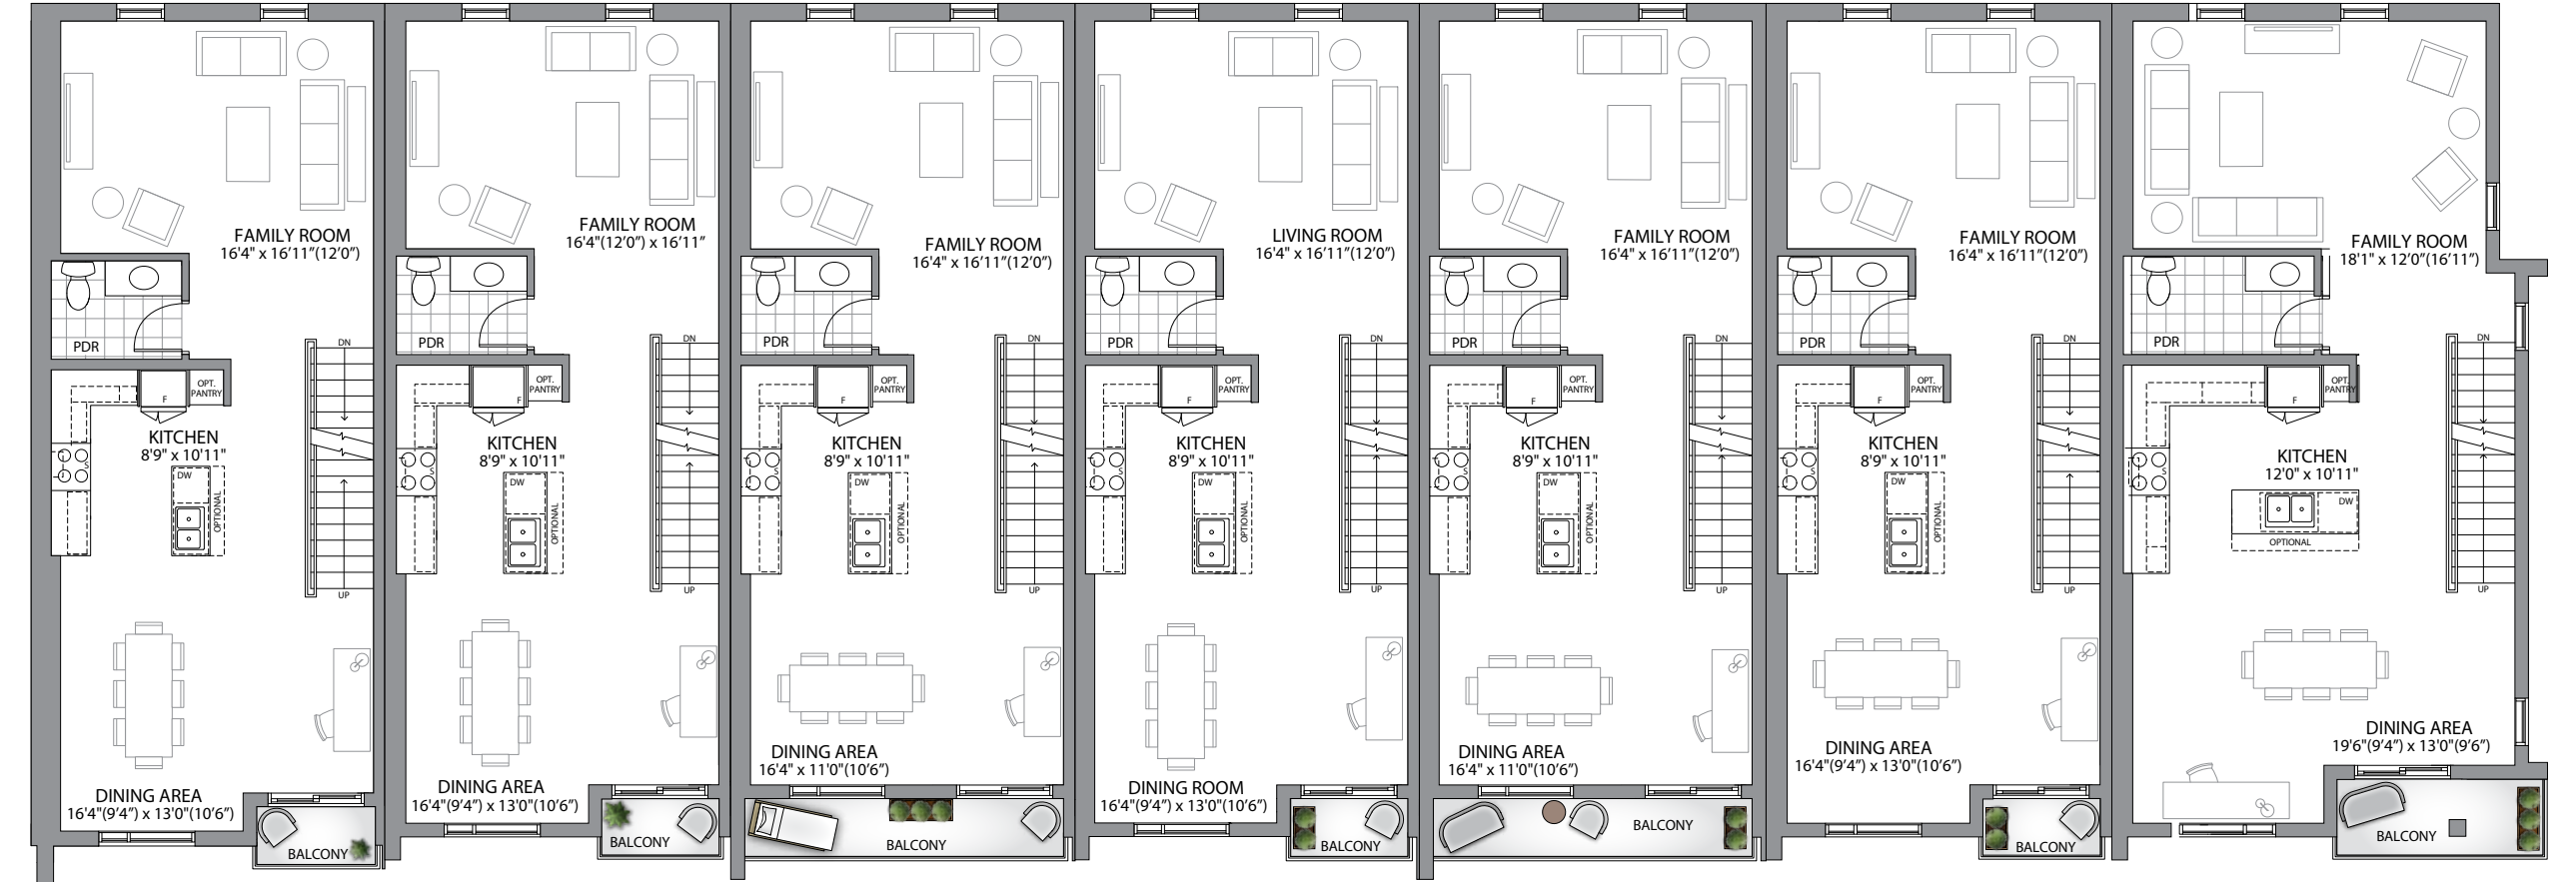 FAMILY ROOM
16'4" x 16'11"(12'0")
PDR
DN
OPT.
PANTRY
F
KITCHEN
8'9" x 10'11"
S
DW
OPTIONAL
UP
DINING AREA
16'4"(9'4") x 13'0"(10'6")
BALCONY
FAMILY ROOM
16'4"(12'0") x 16'11"
PDR
DN
OPT.
PANTRY
F
KITCHEN
8'9" x 10'11"
S
DW
OPTIONAL
UP
DINING AREA
16'4"(9'4") x 13'0"(10'6")
BALCONY
FAMILY ROOM
16'4" x 16'11"(12'0")
PDR
DN
OPT.
PANTRY
F
KITCHEN
8'9" x 10'11"
S
DW
OPTIONAL
UP
DINING AREA
16'4" x 11'0"(10'6")
BALCONY
LIVING ROOM
16'4" x 16'11"(12'0")
PDR
DN
OPT.
PANTRY
F
KITCHEN
8'9" x 10'11"
S
DW
OPTIONAL
UP
DINING ROOM
16'4"(9'4") x 13'0"(10'6")
BALCONY
FAMILY ROOM
16'4" x 16'11"(12'0")
PDR
DN
OPT.
PANTRY
F
KITCHEN
8'9" x 10'11"
S
DW
OPTIONAL
UP
DINING AREA
16'4" x 11'0"(10'6")
BALCONY
FAMILY ROOM
16'4" x 16'11"(12'0")
PDR
DN
OPT.
PANTRY
F
KITCHEN
8'9" x 10'11"
S
DW
OPTIONAL
UP
DINING AREA
16'4"(9'4") x 13'0"(10'6")
BALCONY
FAMILY ROOM
18'1" x 12'0"(16'11")
PDR
DN
OPT.
PANTRY
F
KITCHEN
12'0" x 10'11"
S
DW
OPTIONAL
UP
DINING AREA
19'6"(9'4") x 13'0"(9'6")
BALCONY